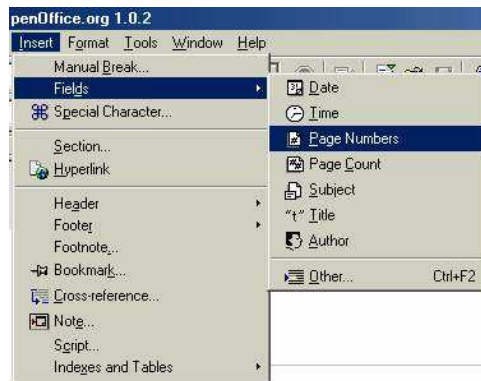 penOffice.org 1.0.2
Insert Format Tools Window Help
Manual Break...
Fields
Special Character...
Section...
Hyperlink
Header
Footer
Footnote...
Bookmark...
Cross-reference...
Note...
Script...
Indexes and Tables
Date
Time
Page Numbers
Page Count
Subject
"t" Title
Author
Other... Ctrl+F2